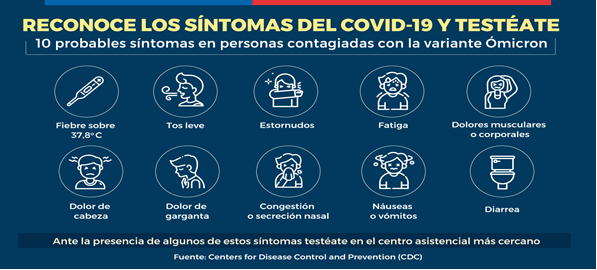 RECONOCE LOS SÍNTOMAS DEL COVID-19 Y TESTÉATE
10 probables síntomas en personas contagiadas con la variante Ómicron
Fiebre sobre
37,8°C
Tos leve
Estornudos
Fatiga
Dolores musculares
o corporales
Dolor de
cabeza
Dolor de
garganta
Congestión
o secreción nasal
Náuseas
o vómitos
Diarrea
Ante la presencia de algunos de estos síntomas testéate en el centro asistencial más cercano
Fuente: Centers for Disease Control and Prevention (CDC)